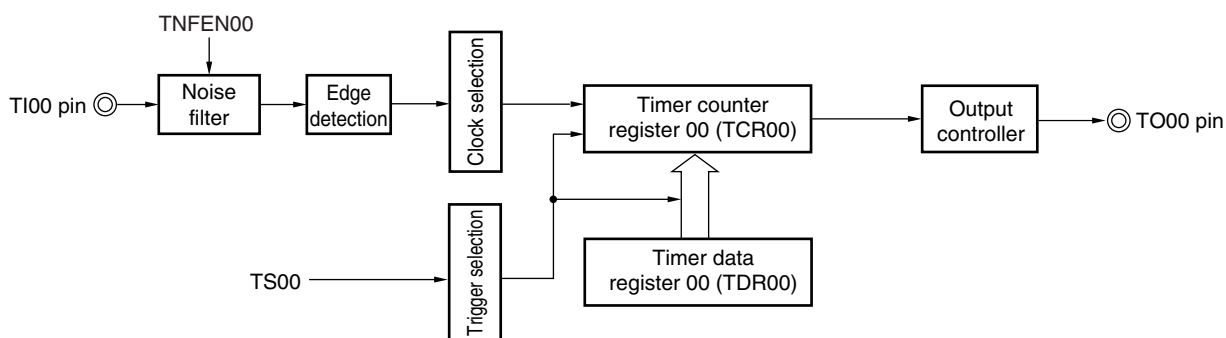 TNFEN00
TI00 pin
Noise
filter
Edge
detection
Clock selection
Timer counter
register 00 (TCR00)
Output
controller
TO00 pin
TS00
Trigger selection
Timer data
register 00 (TDR00)